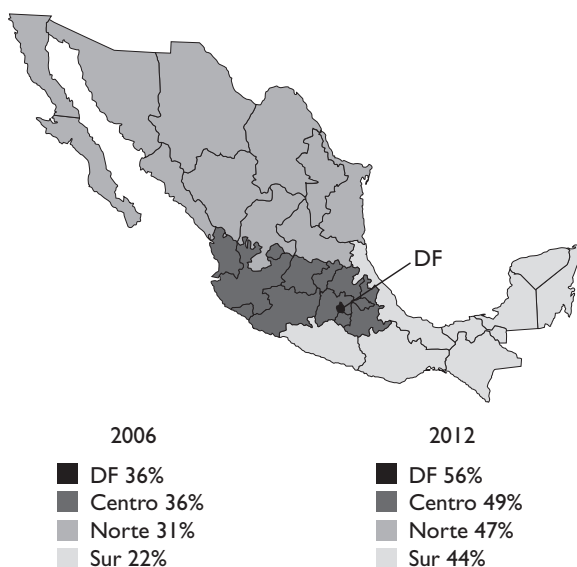 DF
2006
DF 36%
Centro 36%
Norte 31%
Sur 22%
2012
DF 56%
Centro 49%
Norte 47%
Sur 44%